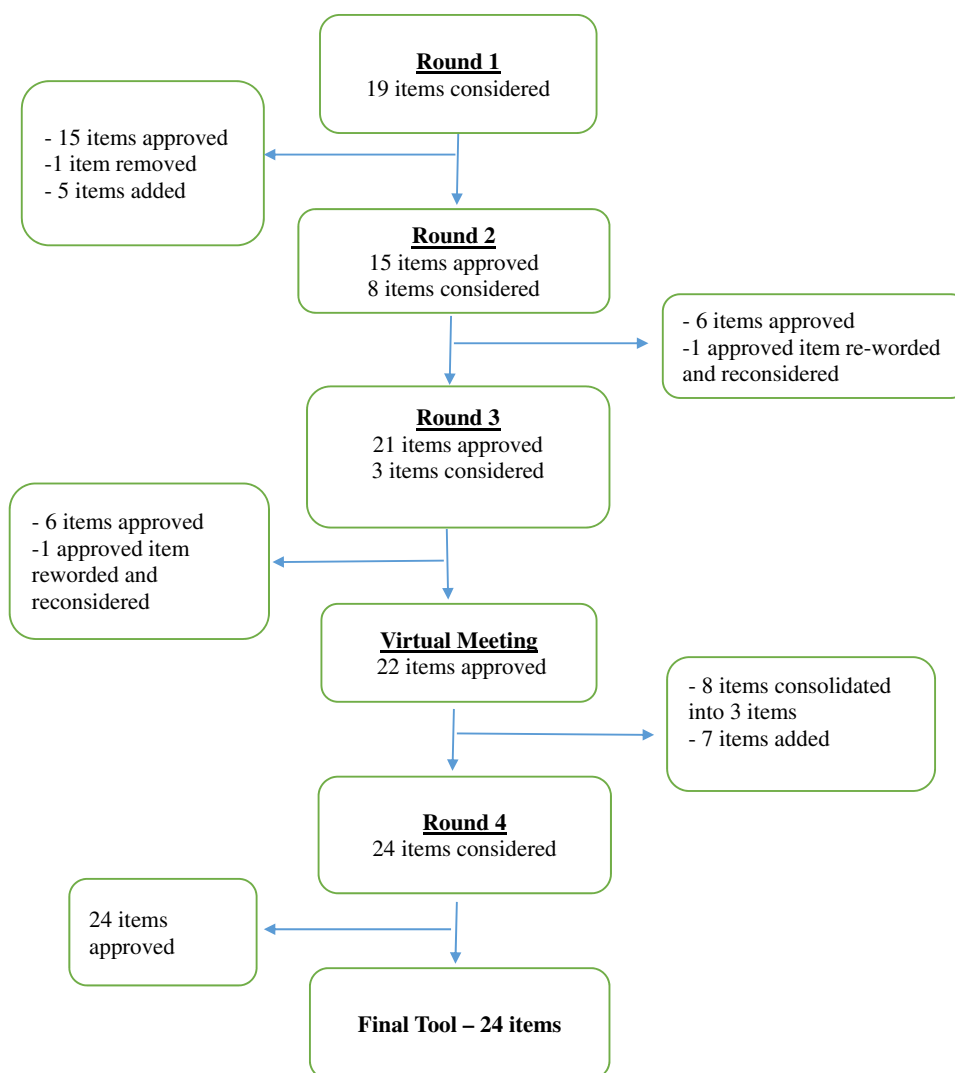 Round 1
19 items considered
- 15 items approved
-1 item removed
- 5 items added
Round 2
15 items approved
8 items considered
- 6 items approved
-1 approved item re-worded
and reconsidered
Round 3
21 items approved
3 items considered
- 6 items approved
-1 approved item
reworded and
reconsidered
Virtual Meeting
22 items approved
- 8 items consolidated
into 3 items
- 7 items added
Round 4
24 items considered
24 items
approved
Final Tool – 24 items